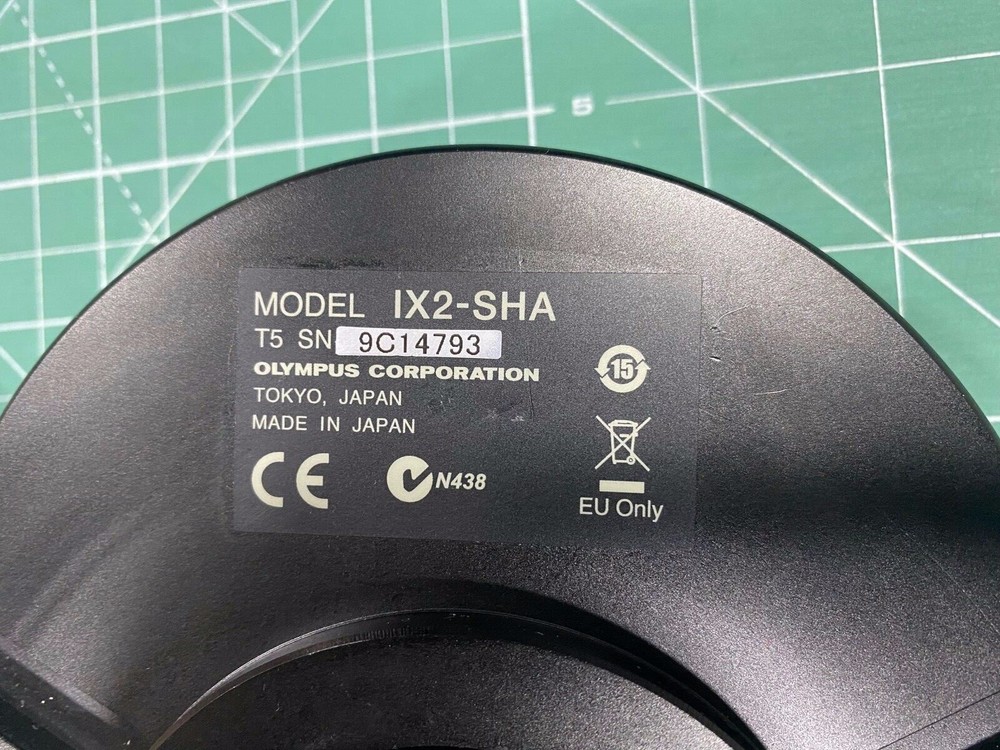 5
MODEL IX2-SHA
T5 SN 9C14793
OLYMPUS CORPORATION
TOKYO, JAPAN
MADE IN JAPAN
15
CE
N438
EU Only